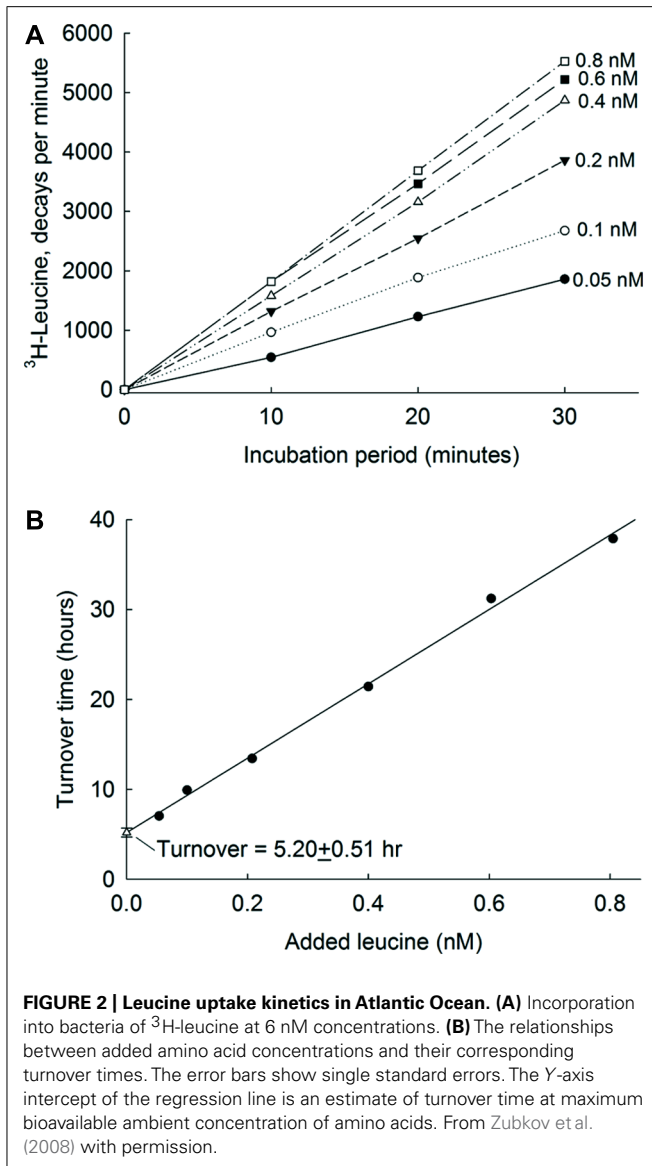 A
6000
5000
4000
3000
2000
1000
0
³H-Leucine, decays per minute
0.8 nM
0.6 nM
0.4 nM
0.2 nM
0.1 nM
0.05 nM
0 10 20 30
Incubation period (minutes)
B
40
30
20
10
0
Turnover time (hours)
Turnover = 5.20±0.51 hr
0.0 0.2 0.4 0.6 0.8
Added leucine (nM)
FIGURE 2 | Leucine uptake kinetics in Atlantic Ocean. (A) Incorporation
into bacteria of ³H-leucine at 6 nM concentrations. (B) The relationships
between added amino acid concentrations and their corresponding
turnover times. The error bars show single standard errors. The Y-axis
intercept of the regression line is an estimate of turnover time at maximum
bioavailable ambient concentration of amino acids. From Zubkov et al.
(2008) with permission.